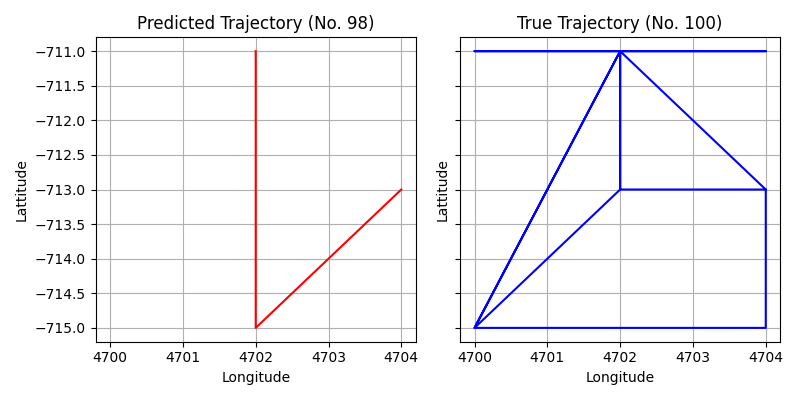 Predicted Trajectory (No. 98)
True Trajectory (No. 100)
−711.0
−711.5
−712.0
−712.5
−713.0
−713.5
−714.0
−714.5
−715.0
Lattitude
Lattitude
4700 4701 4702 4703 4704
4700 4701 4702 4703 4704
Longitude
Longitude